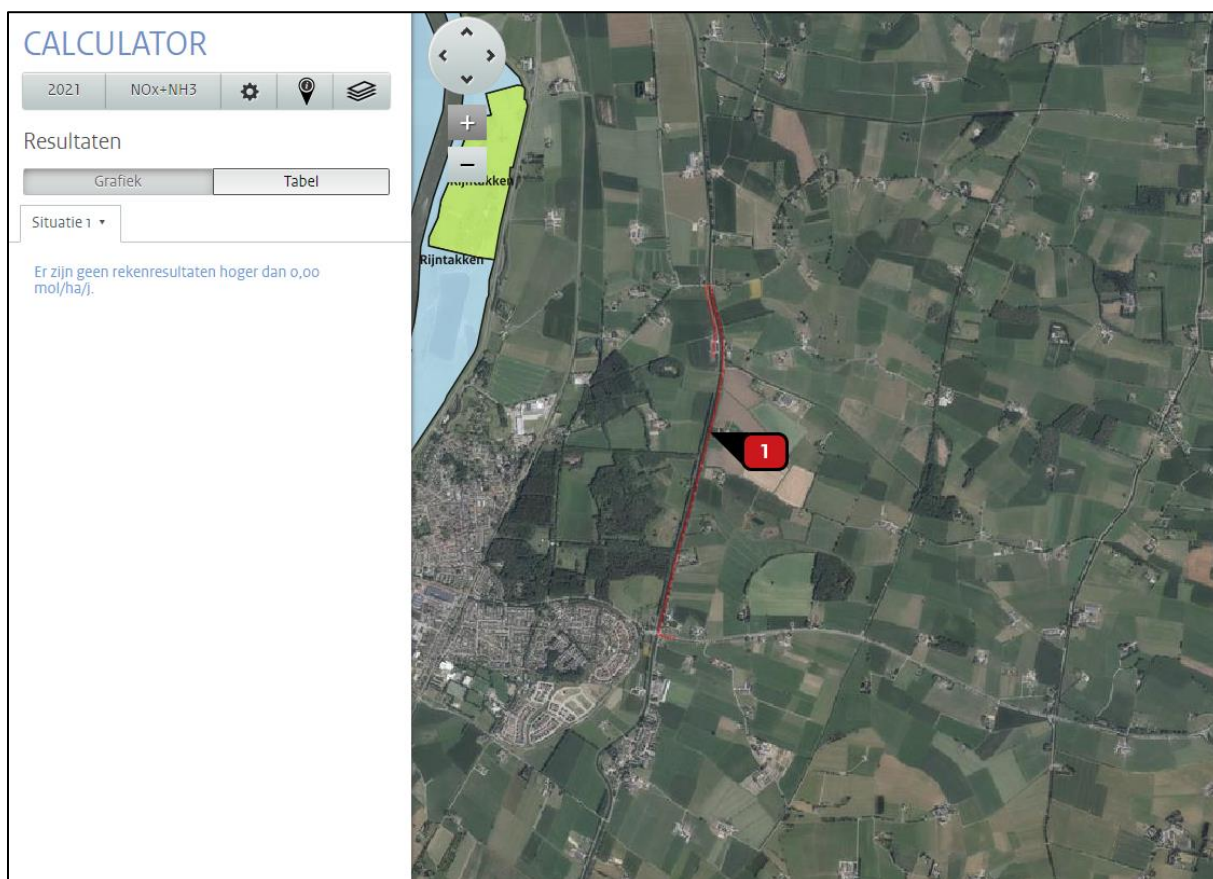 CALCULATOR
2021 NOx+NH3
Resultaten
Grafiek Tabel
Situatie 1
Er zijn geen rekenresultaten hoger dan 0,00
mol/ha/j.
+
−
Rijntakken
Rijntakken
1